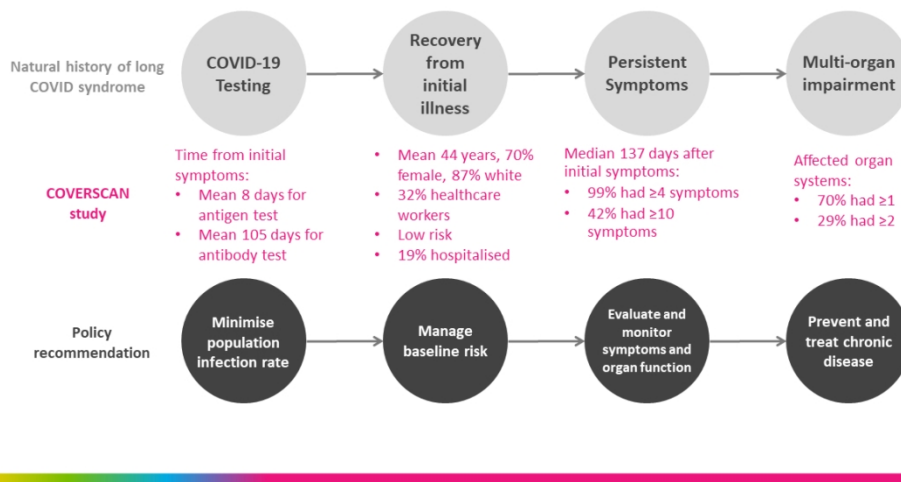 Natural history of long
COVID syndrome
COVID-19
Testing
Recovery
from
initial
illness
Persistent
Symptoms
Multi-organ
impairment
COVERSCAN
study
Time from initial
symptoms:
• Mean 8 days for
antigen test
• Mean 105 days for
antibody test
• Mean 44 years, 70%
female, 87% white
• 32% healthcare
workers
• Low risk
• 19% hospitalised
Median 137 days after
initial symptoms:
• 99% had ≥4 symptoms
• 42% had ≥10
symptoms
Affected organ
systems:
• 70% had ≥1
• 29% had ≥2
Policy
recommendation
Minimise
population
infection rate
Manage
baseline risk
Evaluate and
monitor
symptoms and
organ function
Prevent and
treat chronic
disease